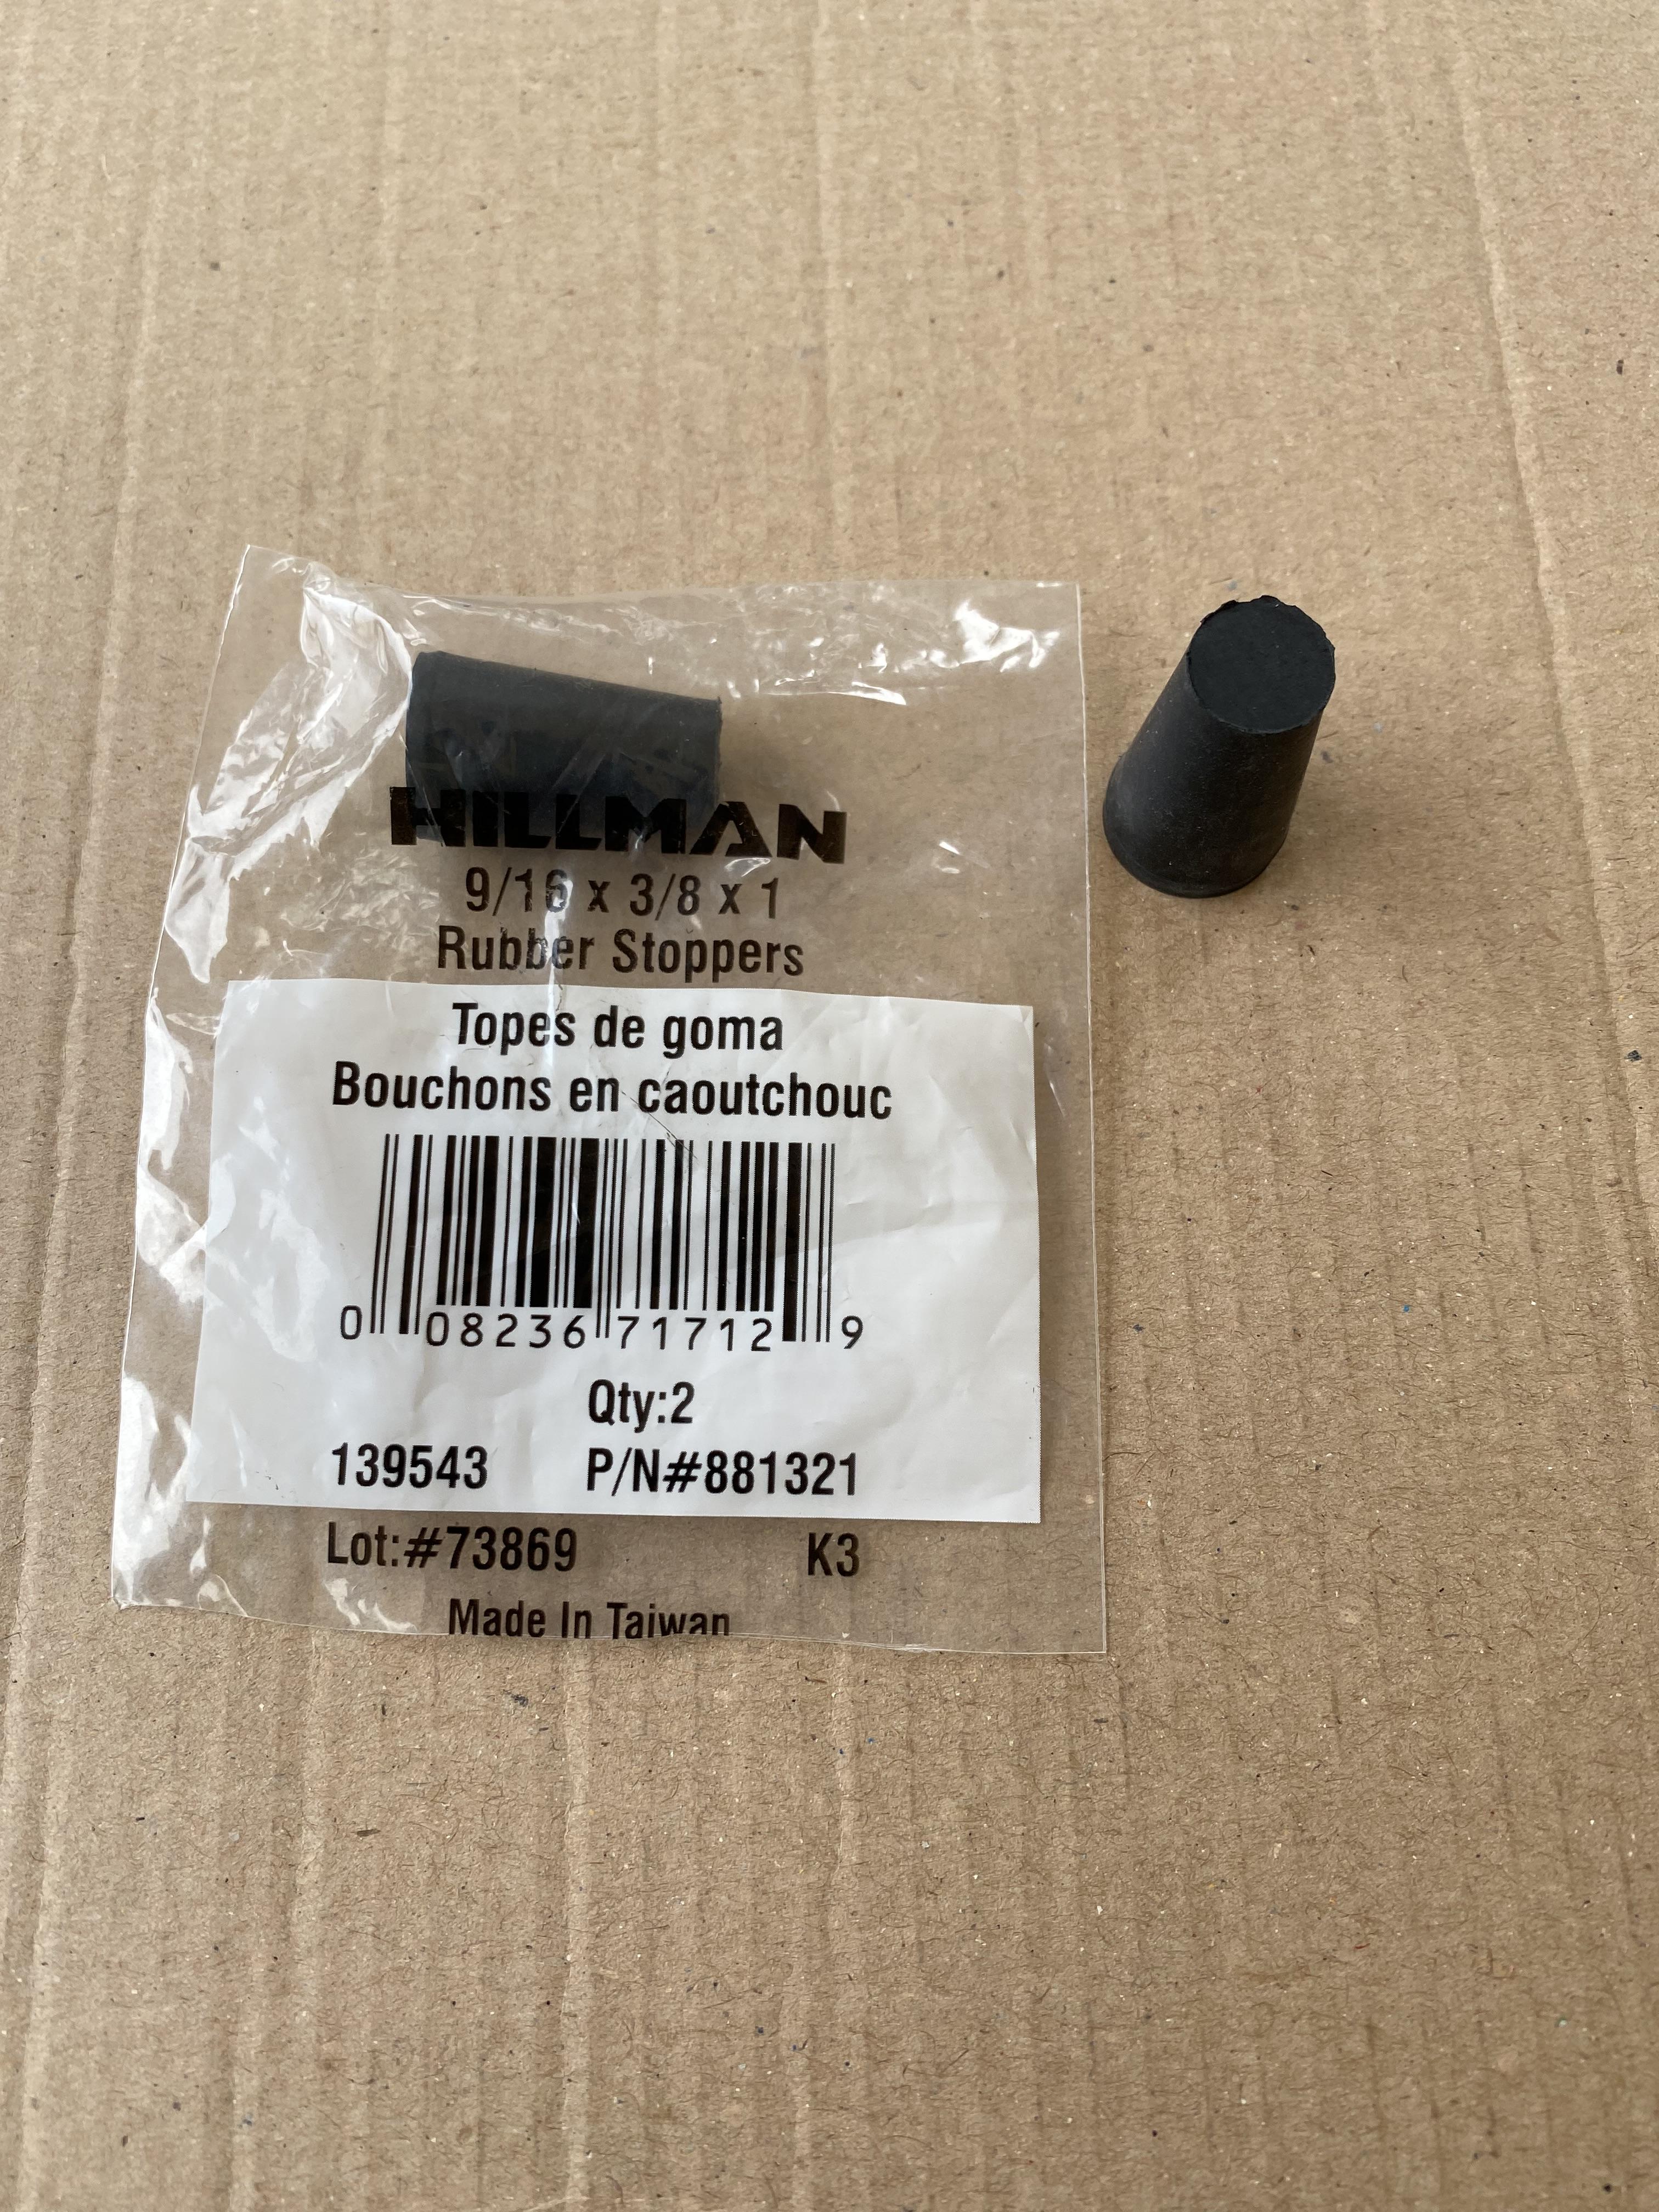 HILLMAN
9/16 x 3/8 x 1
Rubber Stoppers
Topes de goma
Bouchons en caoutchouc
0 08236 71712 9
Qty:2
139543 P/N#881321
Lot:#73869 K3
Made In Taiwan